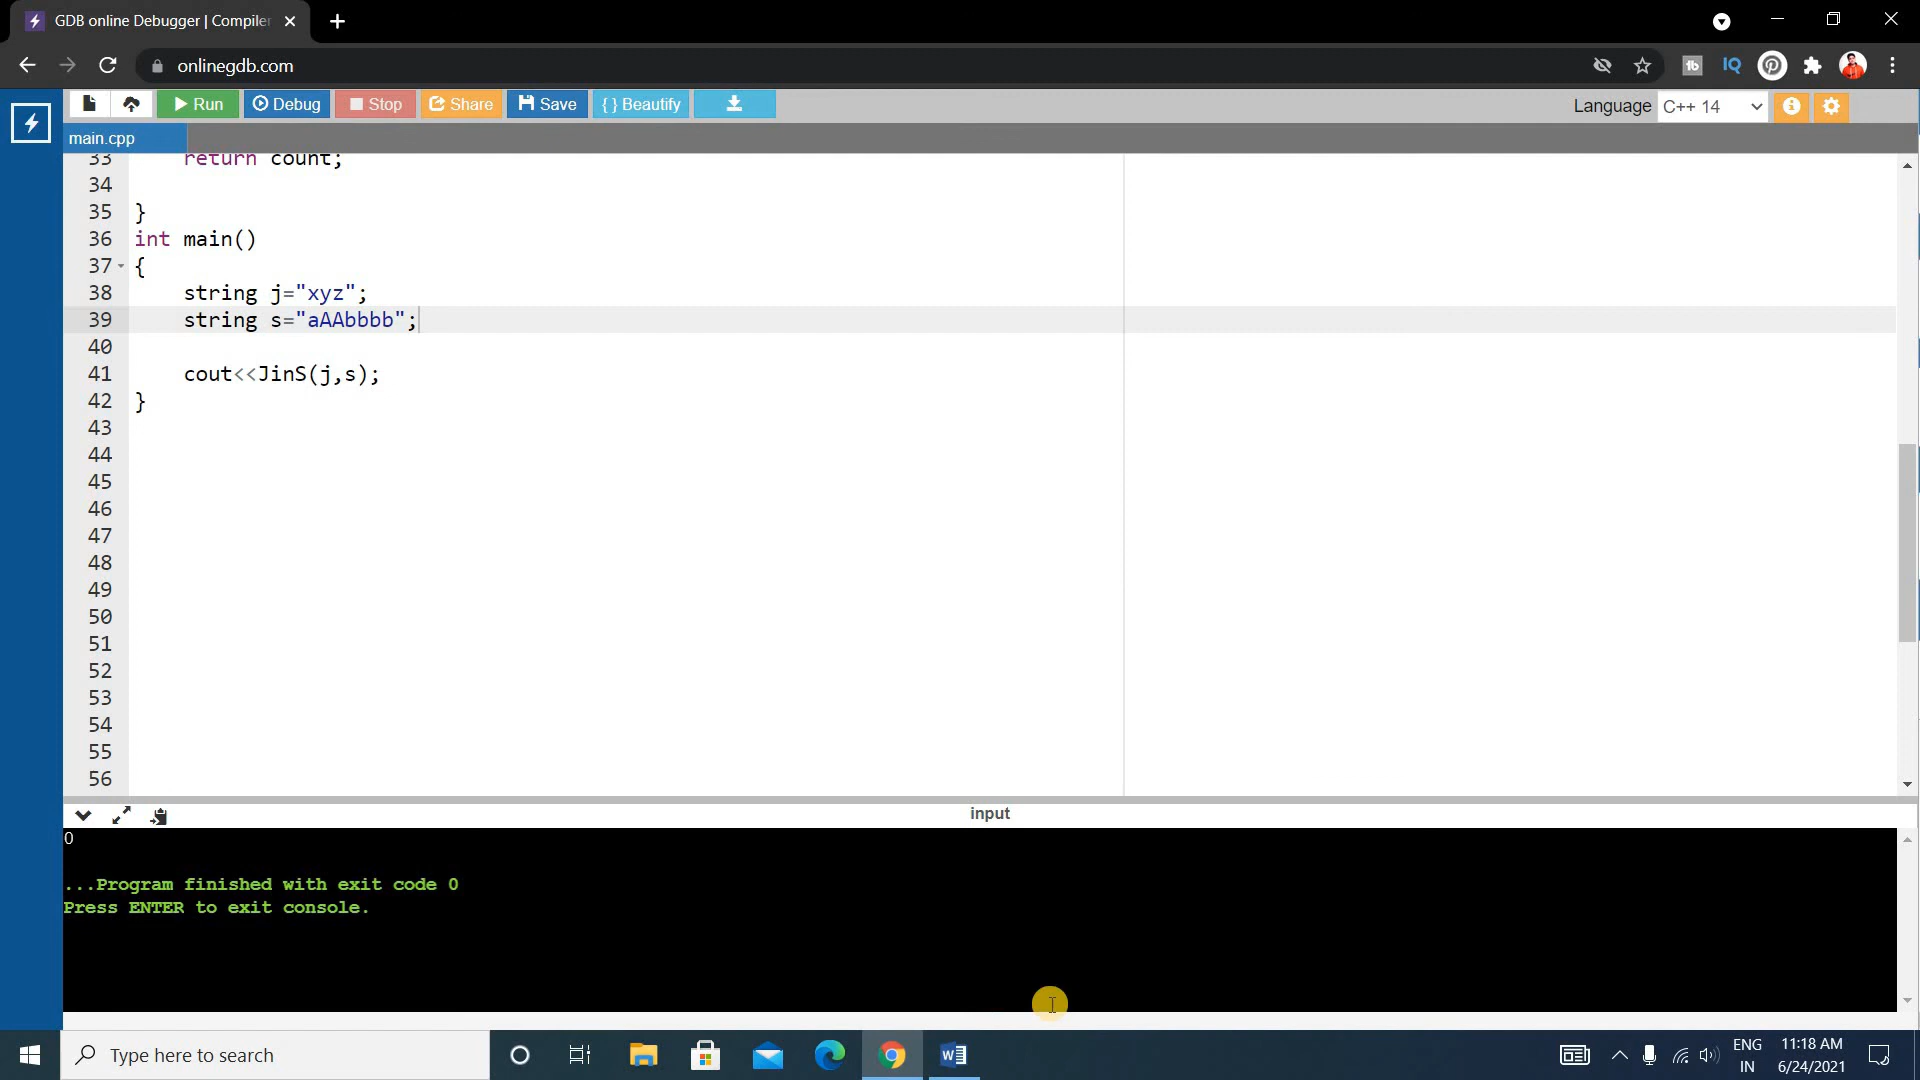 GDB online Debugger | Compiler
onlinegdb.com
IQ
Run
Debug
Stop
Share
Save
{ } Beautify
Language
C++ 14
main.cpp
33 return count;
34
35 }
36 int main()
37 {
38 string j="xyz";
39 string s="aAAbbbb";
40
41 cout<<JinS(j,s);
42 }
43
44
45
46
47
48
49
50
51
52
53
54
55
56
input
0
...Program finished with exit code 0
Press ENTER to exit console.
Type here to search
ENG
IN
11:18 AM
6/24/2021